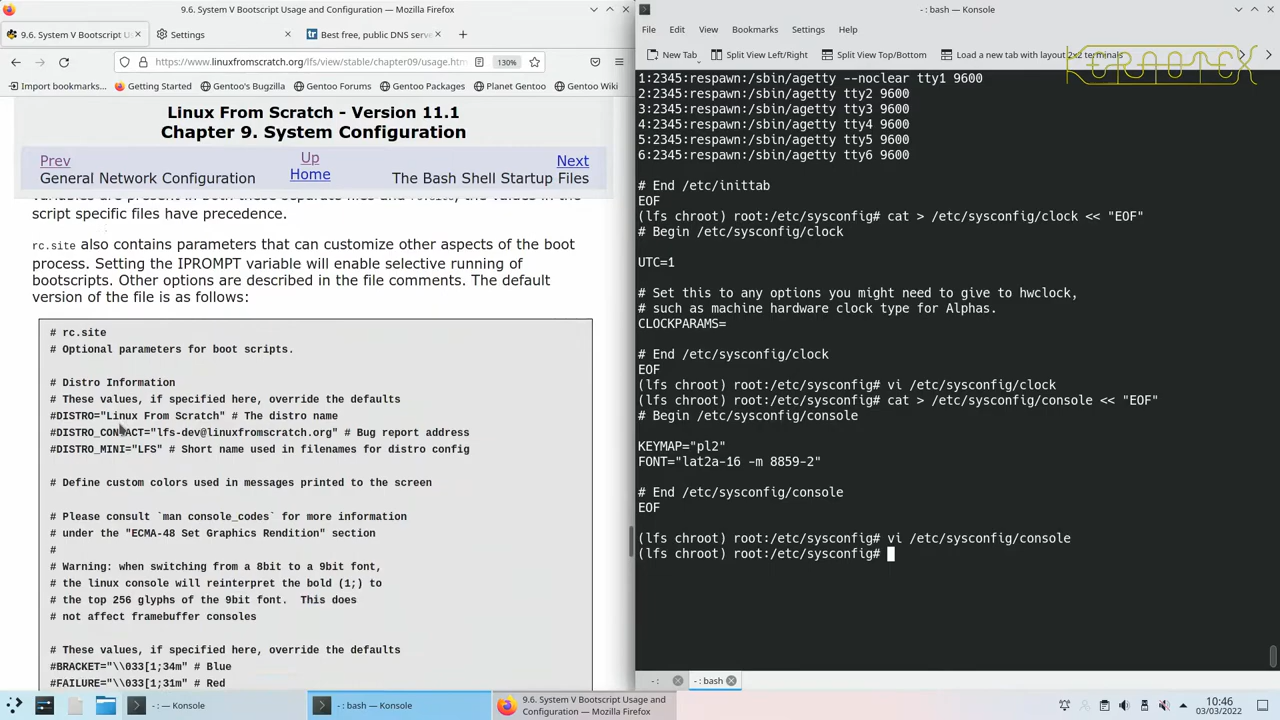 9.6. System V Bootscript Usage and Configuration — Mozilla Firefox
9.6. System V Bootscript U
Settings
Best free, public DNS serve
https://www.linuxfromscratch.org/lfs/view/stable/chapter09/usage.htm
130%
Import bookmarks...
Getting Started
Gentoo's Bugzilla
Gentoo Forums
Gentoo Packages
Planet Gentoo
Gentoo Wiki
Linux From Scratch - Version 11.1
Chapter 9. System Configuration
Prev
Up
Next
General Network Configuration
Home
The Bash Shell Startup Files
variables are present in both these separate files and rc.site, the values in the
script specific files have precedence.
rc.site also contains parameters that can customize other aspects of the boot
process. Setting the IPROMPT variable will enable selective running of
bootscripts. Other options are described in the file comments. The default
version of the file is as follows:
# rc.site
# Optional parameters for boot scripts.
# Distro Information
# These values, if specified here, override the defaults
#DISTRO="Linux From Scratch" # The distro name
#DISTRO_CONTACT="lfs-dev@linuxfromscratch.org" # Bug report address
#DISTRO_MINI="LFS" # Short name used in filenames for distro config
# Define custom colors used in messages printed to the screen
# Please consult `man console_codes` for more information
# under the "ECMA-48 Set Graphics Rendition" section
#
# Warning: when switching from a 8bit to a 9bit font,
# the linux console will reinterpret the bold (1;) to
# the top 256 glyphs of the 9bit font.  This does
# not affect framebuffer consoles
# These values, if specified here, override the defaults
#BRACKET="\\033[1;34m" # Blue
#FAILURE="\\033[1;31m" # Red
- : bash — Konsole
File
Edit
View
Bookmarks
Settings
Help
New Tab
Split View Left/Right
Split View Top/Bottom
Load a new tab with layout 2x2 terminals
KERNOTEX
1:2345:respawn:/sbin/agetty --noclear tty1 9600
2:2345:respawn:/sbin/agetty tty2 9600
3:2345:respawn:/sbin/agetty tty3 9600
4:2345:respawn:/sbin/agetty tty4 9600
5:2345:respawn:/sbin/agetty tty5 9600
6:2345:respawn:/sbin/agetty tty6 9600
# End /etc/inittab
EOF
(lfs chroot) root:/etc/sysconfig# cat > /etc/sysconfig/clock << "EOF"
# Begin /etc/sysconfig/clock
UTC=1
# Set this to any options you might need to give to hwclock,
# such as machine hardware clock type for Alphas.
CLOCKPARAMS=
# End /etc/sysconfig/clock
EOF
(lfs chroot) root:/etc/sysconfig# vi /etc/sysconfig/clock
(lfs chroot) root:/etc/sysconfig# cat > /etc/sysconfig/console << "EOF"
# Begin /etc/sysconfig/console
KEYMAP="pl2"
FONT="lat2a-16 -m 8859-2"
# End /etc/sysconfig/console
EOF
(lfs chroot) root:/etc/sysconfig# vi /etc/sysconfig/console
(lfs chroot) root:/etc/sysconfig#
- :
- : bash
- : — Konsole
- : bash — Konsole
9.6. System V Bootscript Usage and
Configuration — Mozilla Firefox
10:46
03/03/2022